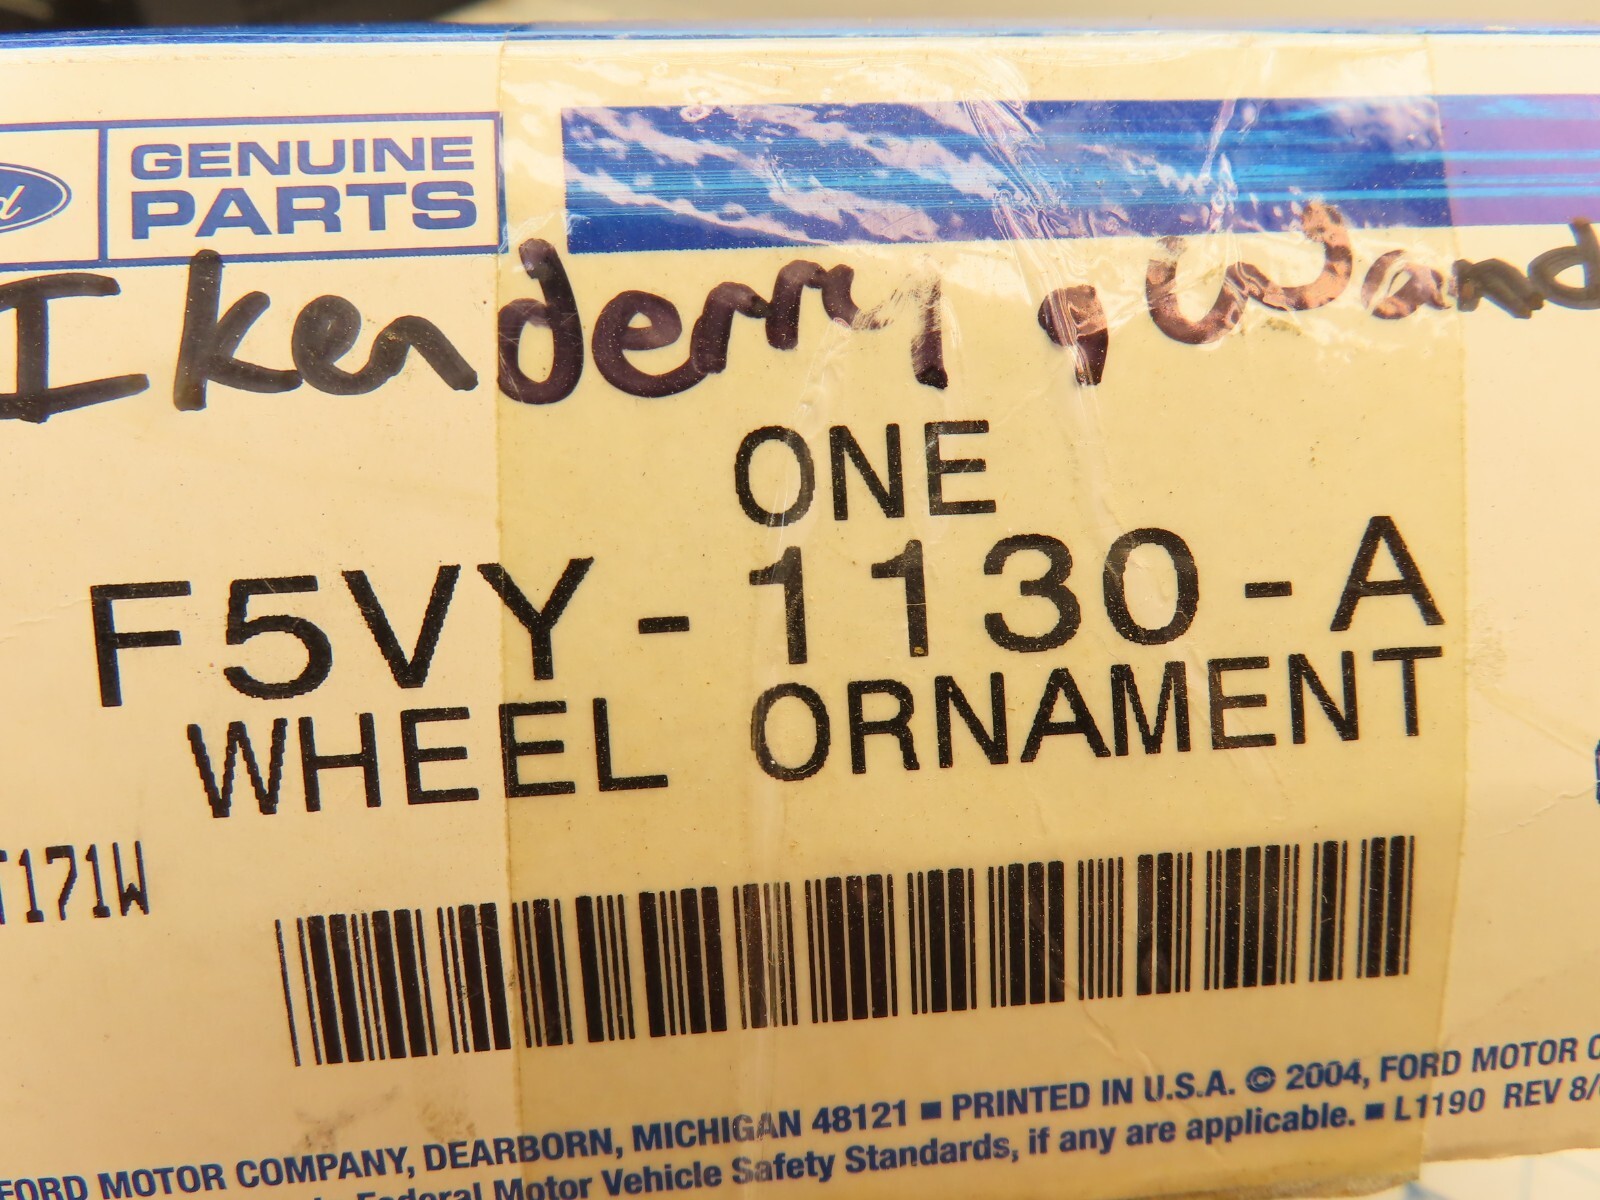 GENUINE
PARTS
ONE
F5VY-1130-A
WHEEL ORNAMENT
T171W
FORD MOTOR COMPANY, DEARBORN, MICHIGAN 48121 ■ PRINTED IN U.S.A. © 2004, FORD MOTOR
Federal Motor Vehicle Safety Standards, if any are applicable. ■ L1190 REV 8/